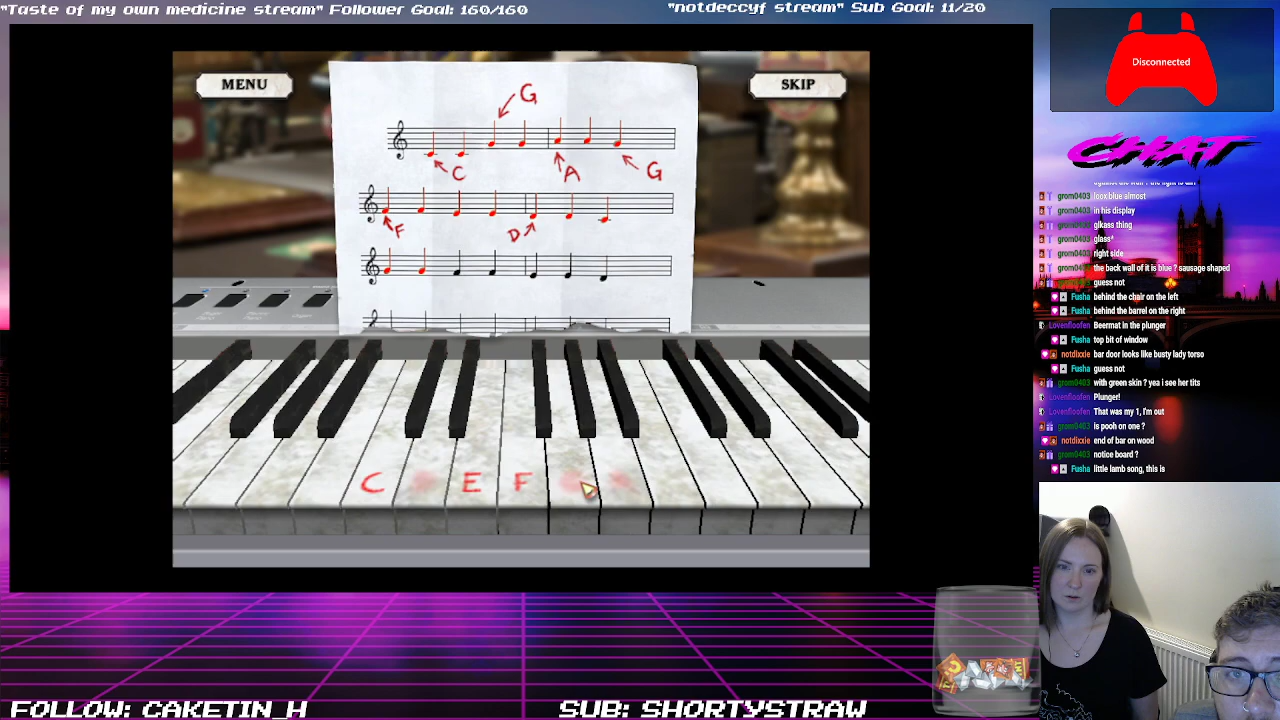 "Taste of my own medicine stream" Follower Goal: 160/160
"notdeccyf stream" Sub Goal: 11/20
Disconnected
MENU
SKIP
G
C
A
G
F
D
C
E
F
CHAT
grom0403 loox blue almost
grom0403 in his display
grom0403 glkass thing
grom0403 glass*
grom0403 right side
the back wall of it is blue ? sausage shaped
grom0403 guess not
Fusha behind the chair on the left
Fusha behind the barrel on the right
Lovenfloofen Beermat in the plunger
Fusha top bit of window
notdixxie bar door looks like busty lady torso
Fusha guess not
grom0403 with green skin ? yea i see her tits
Lovenfloofen Plunger!
Lovenfloofen That was my 1, I'm out
grom0403 is pooh on one ?
notdixxie end of bar on wood
grom0403 notice board ?
Fusha little lamb song, this is
FOLLOW: CAKETIN_H
SUB: SHORTYSTRAW